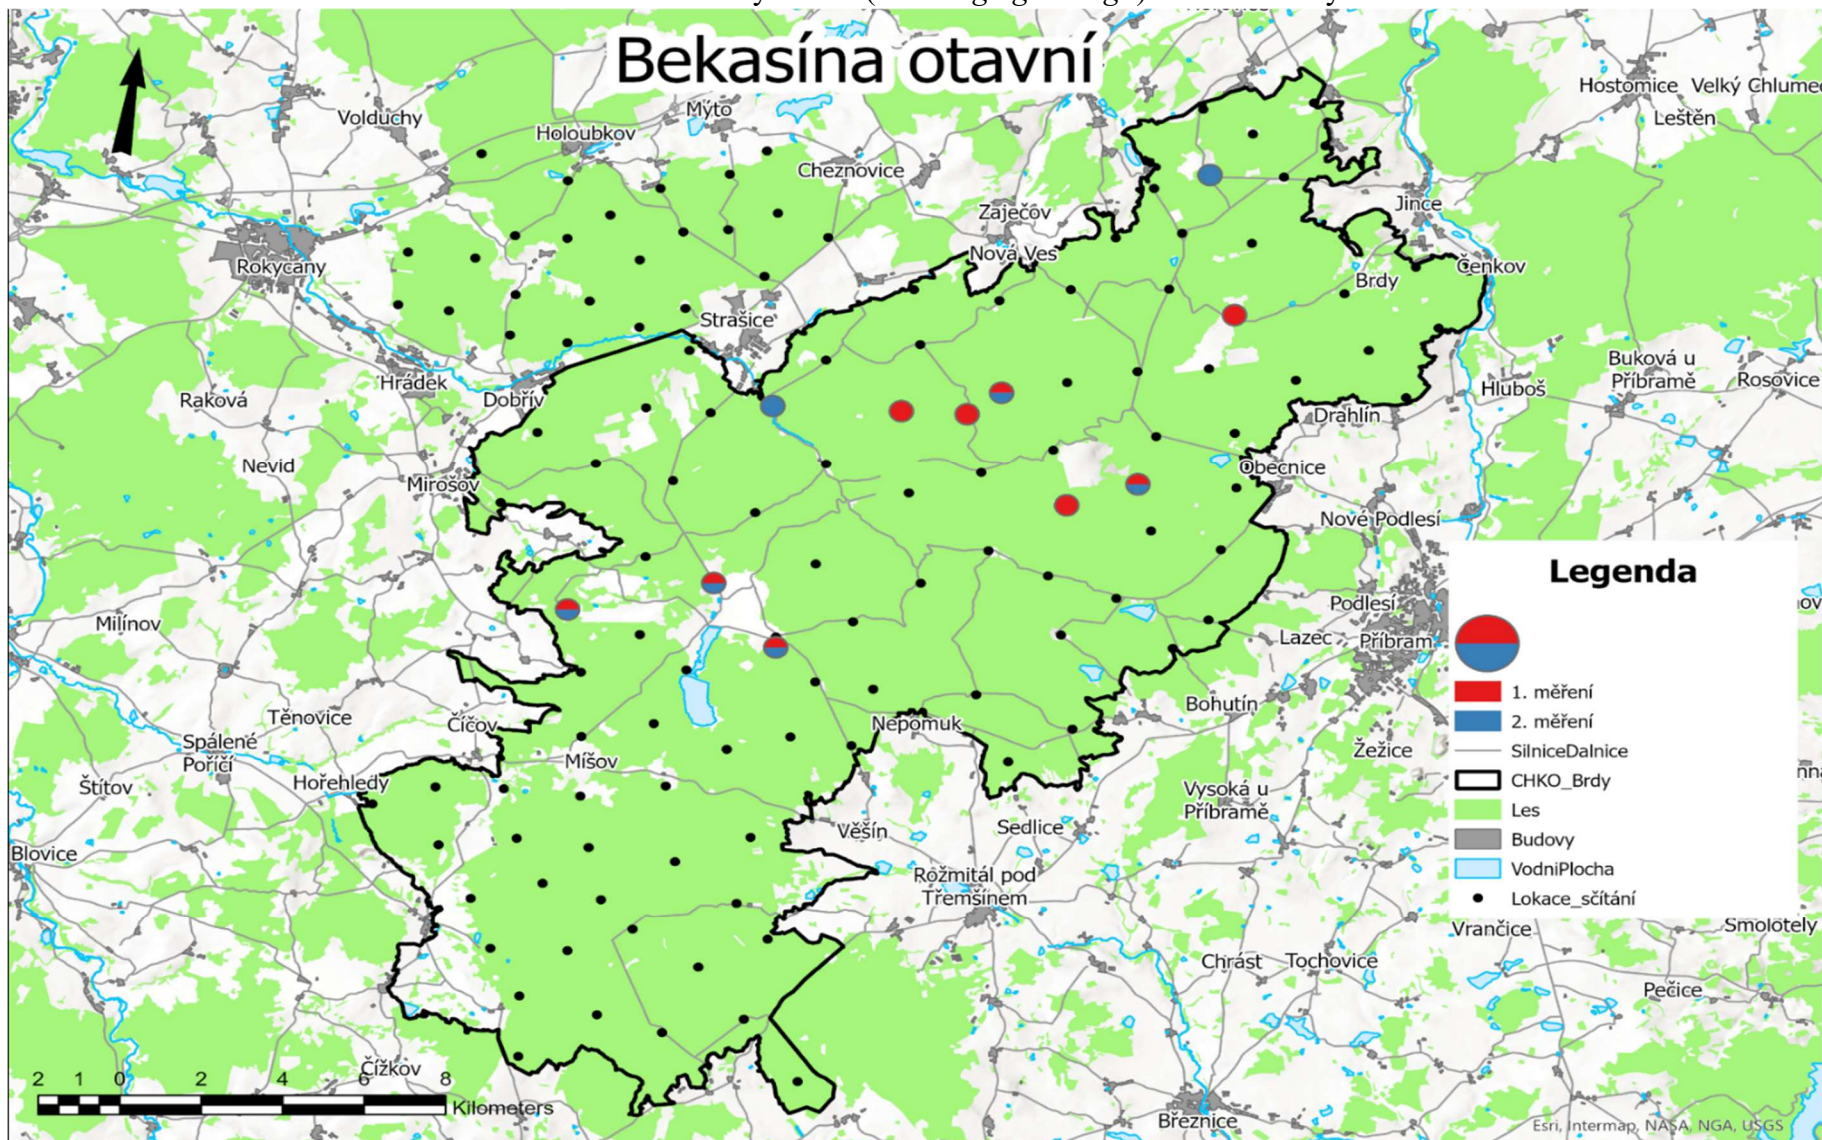 Bekasína otavní
Hostomice
Velký Chlumec
Leštěn
Volduchy
Holoubkov
Mýto
Cheznovice
Zaječov
Nová Ves
Jince
Čenkov
Brdy
Rokycany
Strašice
Hrádek
Dobřív
Raková
Buková u
Příbramě
Rosovice
Hluboš
Drahlín
Nevid
Mirošov
Obecnice
Nové Podlesí
Milínov
Podlesí
Lazec
Příbram
Těnovice
Číčov
Nepomuk
Bohutín
Spálené
Poříčí
Míšov
Žežice
Štítov
Hořehledy
Vysoká u
Příbramě
Věšín
Sedlice
Blovice
Rožmitál pod
Třemšínem
Vrančice
Smolotely
Chrást
Tochovice
Pečice
Čížkov
Březnice
Legenda
1. měření
2. měření
SilniceDalnice
CHKO_Brdy
Les
Budovy
VodniPlocha
Lokace_sčítání
2 1 0 2 4 6 8
Kilometers
Esri, Intermap, NASA, NGA, USGS